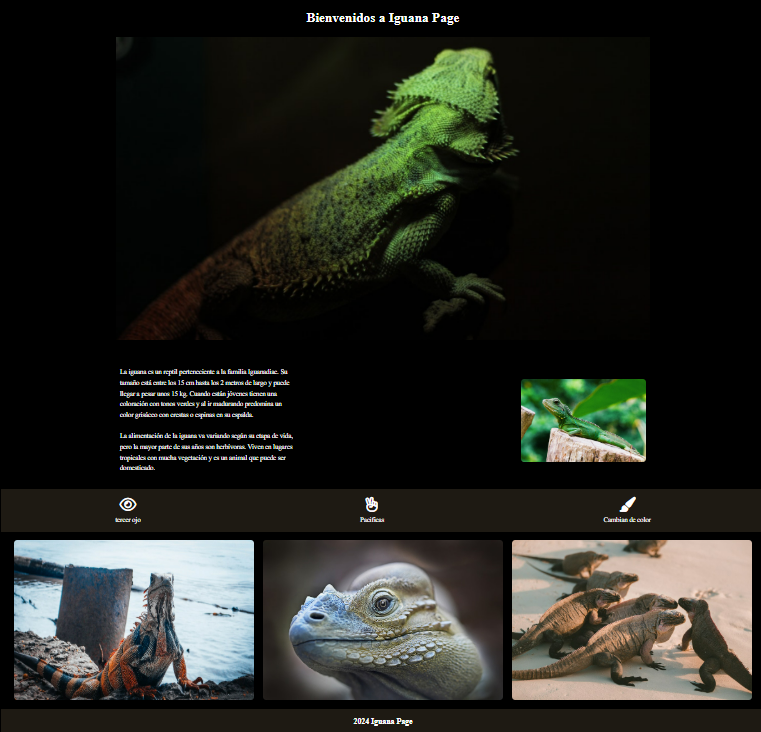 Bienvenidos a Iguana Page
La iguana es un reptil perteneciente a la familia Iguanadiae. Su
tamaño está entre los 15 cm hasta los 2 metros de largo y puede
llegar a pesar unos 15 kg. Cuando están jóvenes tienen una
coloración con tonos verdes y al ir madurando predomina un
color grisáceo con crestas o espinas en su espalda.
La alimentación de la iguana va variando según su etapa de vida,
pero la mayor parte de sus años son herbívoras. Viven en lugares
tropicales con mucha vegetación y es un animal que puede ser
domesticado.
tercer ojo
Pacíficas
Cambian de color
2024 Iguana Page